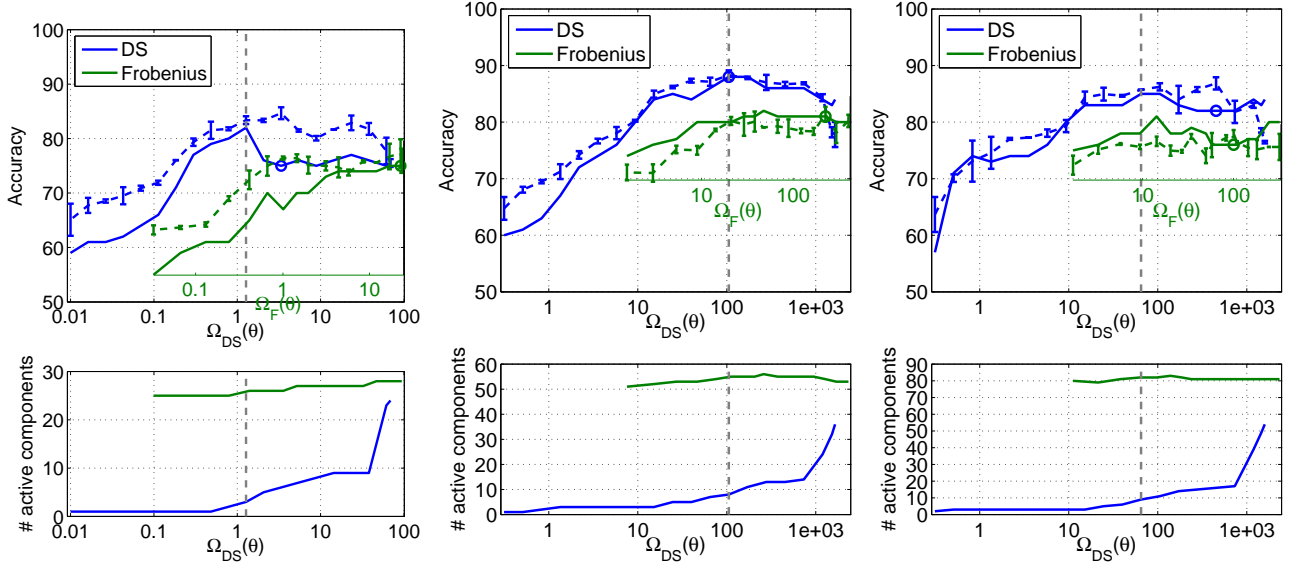 100
90
80
70
60
50
Accuracy
DS
Frobenius
0.1 1 10
Ω_F(θ)
0.01 0.1 1 10 100
Ω_DS(θ)
100
90
80
70
60
50
Accuracy
DS
Frobenius
10 100
Ω_F(θ)
1 10 100 1e+03
Ω_DS(θ)
100
90
80
70
60
50
Accuracy
DS
Frobenius
10 100
Ω_F(θ)
1 10 100 1e+03
Ω_DS(θ)
30
20
10
0
# active components
0.01 0.1 1 10 100
Ω_DS(θ)
60
50
40
30
20
10
0
# active components
1 10 100 1e+03
Ω_DS(θ)
90
80
70
60
50
40
30
20
10
0
# active components
1 10 100 1e+03
Ω_DS(θ)